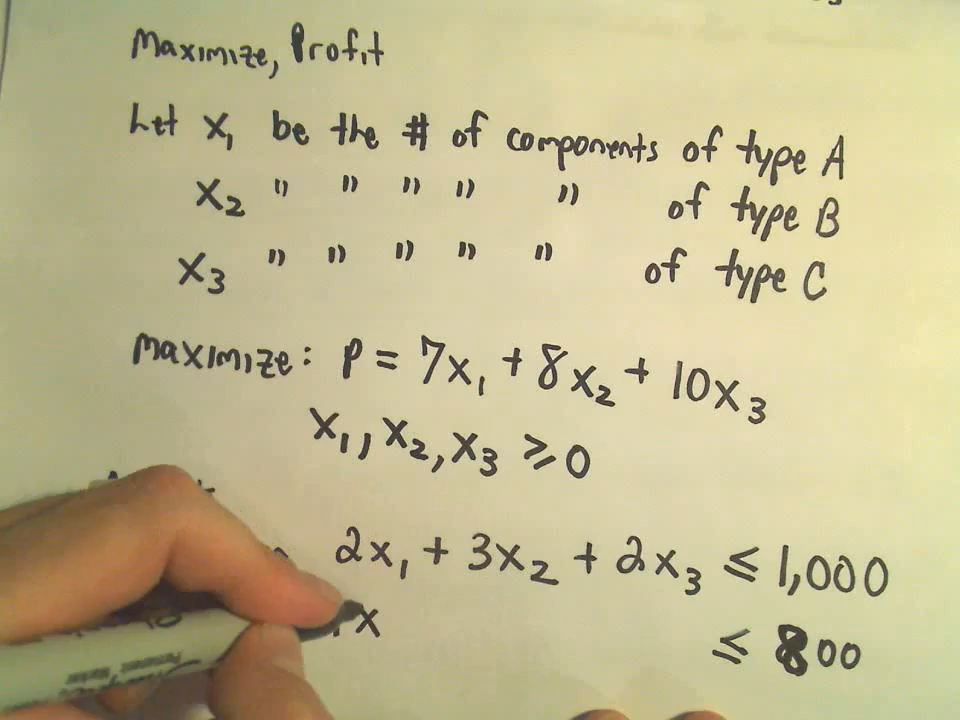 Maximize, Profit
Let x₁ be the # of components of type A
x₂ " " " " " of type B
x₃ " " " " " of type C
maximize: P = 7x₁ + 8x₂ + 10x₃
x₁, x₂, x₃ ≥ 0
2x₁ + 3x₂ + 2x₃ ≤ 1,000
x ≤ 800